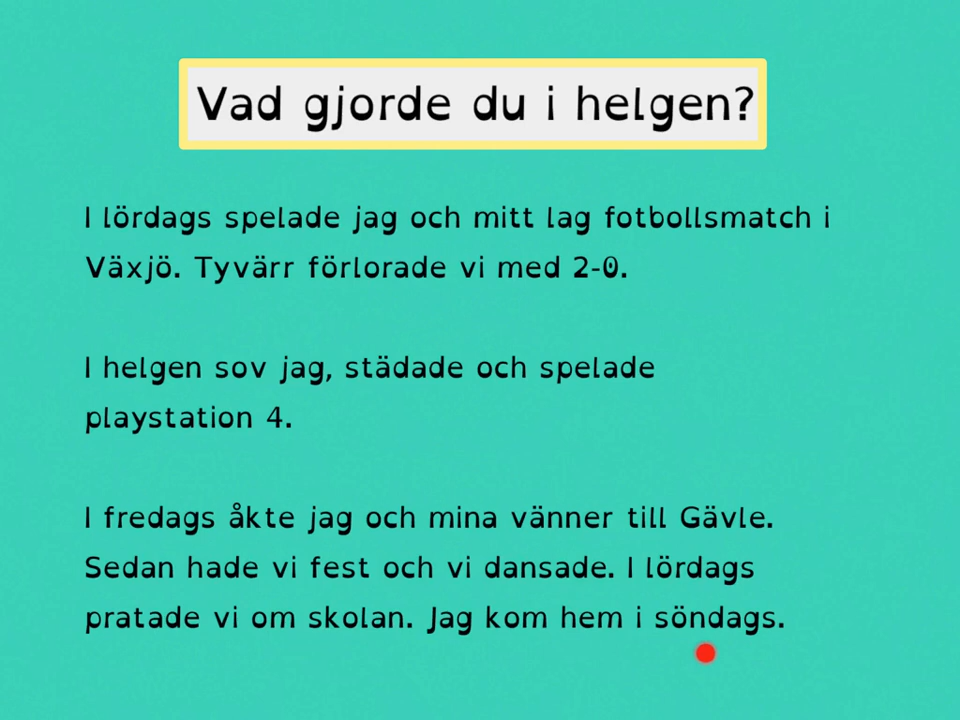 Vad gjorde du i helgen?
I lördags spelade jag och mitt lag fotbollsmatch i
Växjö. Tyvärr förlorade vi med 2-0.
I helgen sov jag, städade och spelade
playstation 4.
I fredags åkte jag och mina vänner till Gävle.
Sedan hade vi fest och vi dansade. I lördags
pratade vi om skolan. Jag kom hem i söndags.